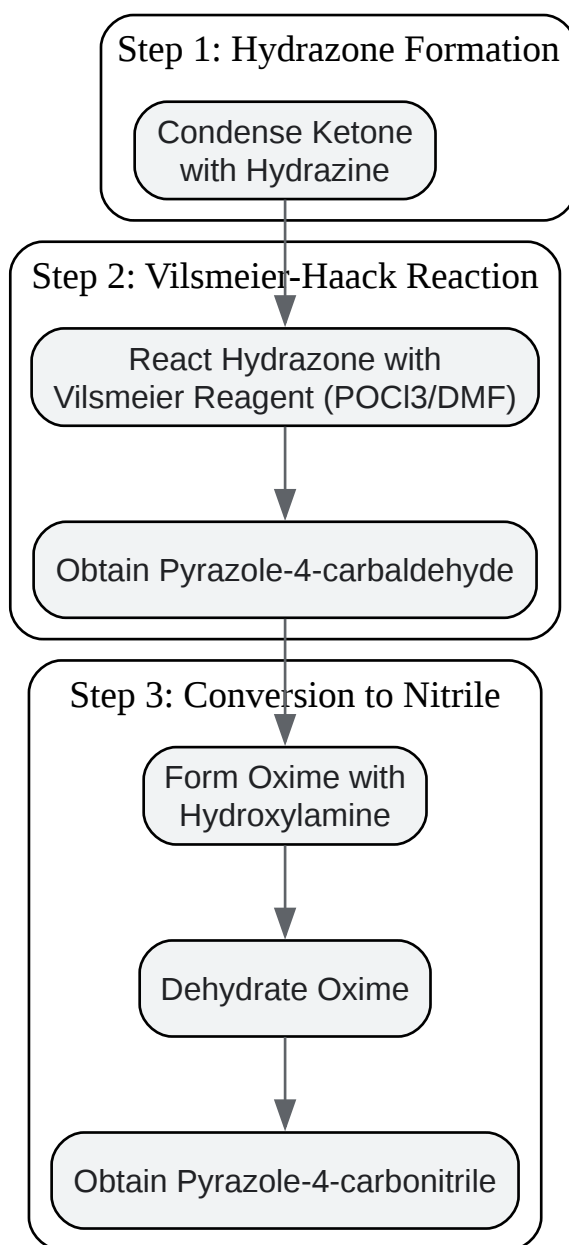 Step 1: Hydrazone Formation
Condense Ketone
with Hydrazine
Step 2: Vilsmeier-Haack Reaction
React Hydrazone with
Vilsmeier Reagent (POCl3/DMF)
Obtain Pyrazole-4-carbaldehyde
Step 3: Conversion to Nitrile
Form Oxime with
Hydroxylamine
Dehydrate Oxime
Obtain Pyrazole-4-carbonitrile